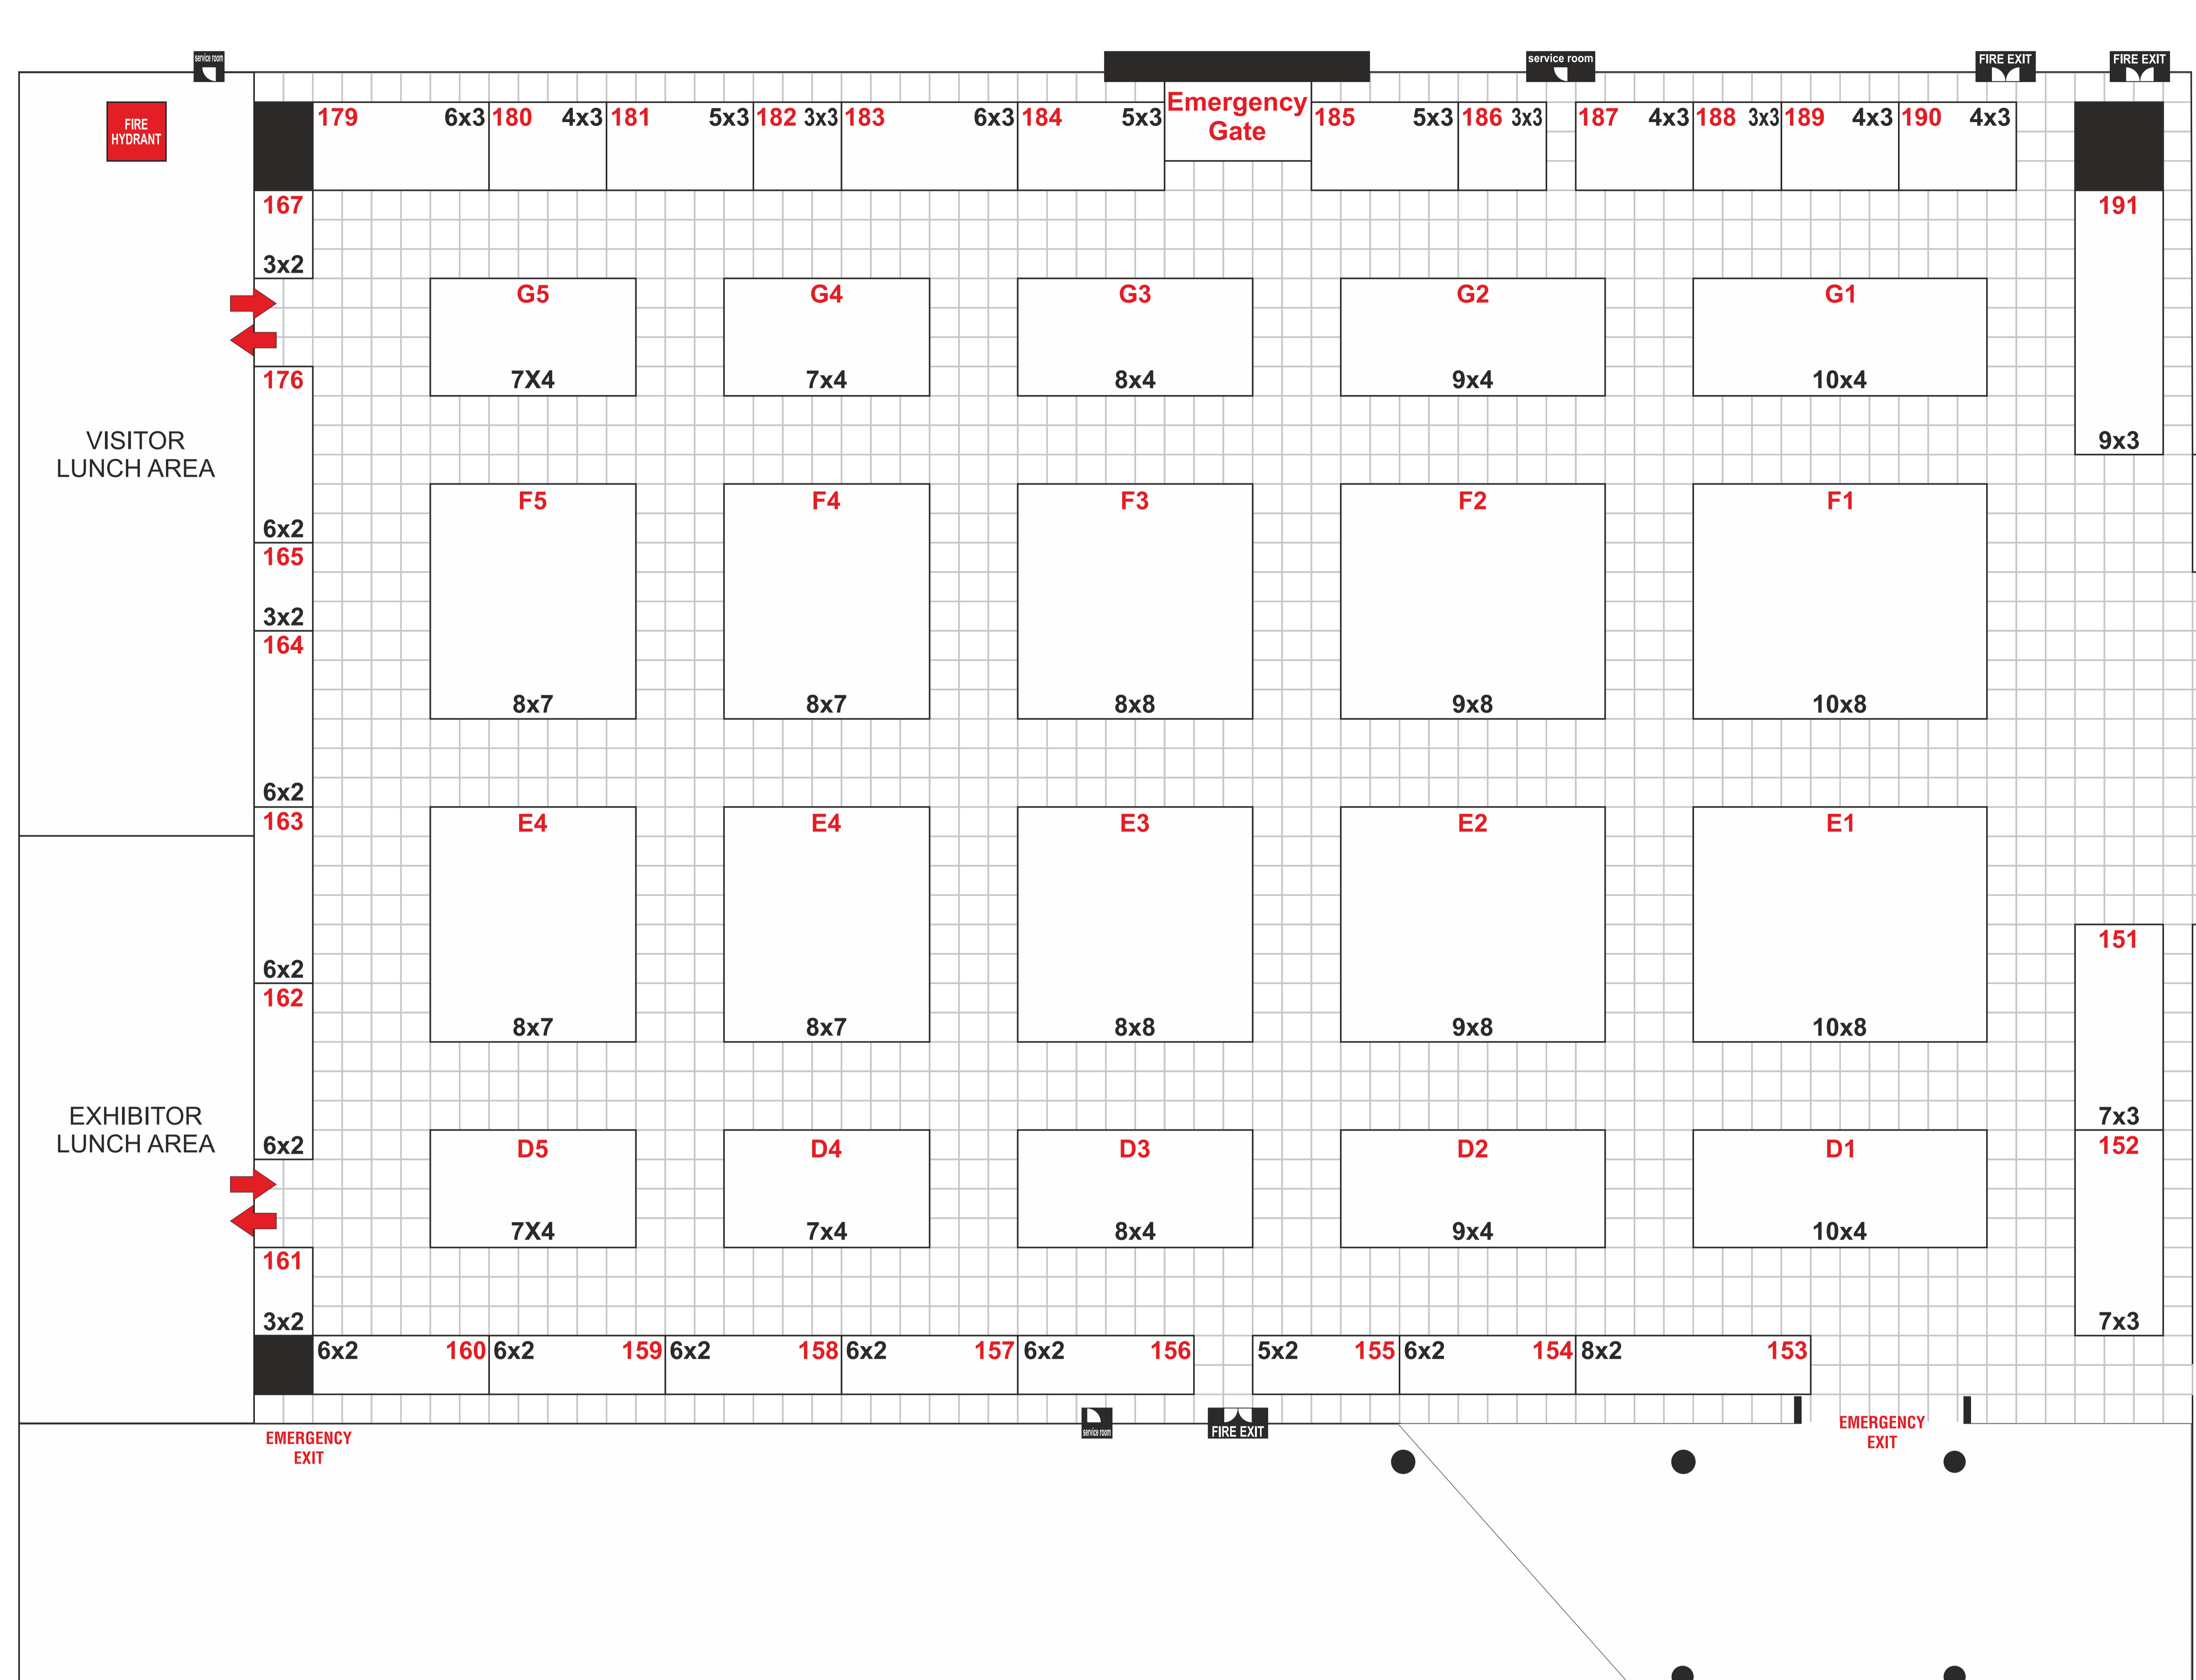 service room
service room
FIRE EXIT
FIRE EXIT
FIRE
HYDRANT
179 6x3 180 4x3 181 5x3 182 3x3 183 6x3 184 5x3
Emergency
Gate
185 5x3 186 3x3 187 4x3 188 3x3 189 4x3 190 4x3
167
3x2
191
9x3
G5
7X4
G4
7x4
G3
8x4
G2
9x4
G1
10x4
176
6x2
VISITOR
LUNCH AREA
165
3x2
164
6x2
F5
8x7
F4
8x7
F3
8x8
F2
9x8
F1
10x8
163
6x2
162
6x2
E4
8x7
E4
8x7
E3
8x8
E2
9x8
E1
10x8
151
7x3
EXHIBITOR
LUNCH AREA
D5
7X4
D4
7x4
D3
8x4
D2
9x4
D1
10x4
152
7x3
161
3x2
6x2 160 6x2 159 6x2 158 6x2 157 6x2 156
5x2 155 6x2 154 8x2 153
EMERGENCY
EXIT
service room
FIRE EXIT
EMERGENCY
EXIT